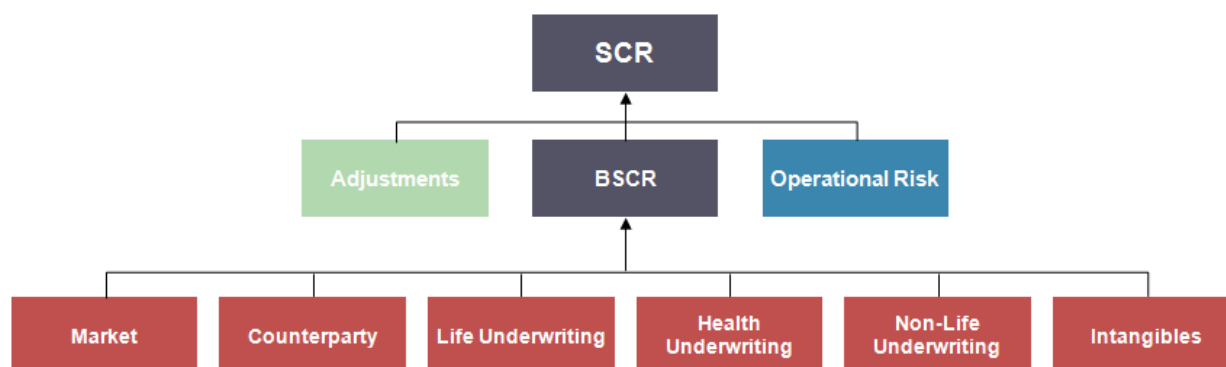 SCR
Adjustments
BSCR
Operational Risk
Market
Counterparty
Life Underwriting
Health
Underwriting
Non-Life
Underwriting
Intangibles